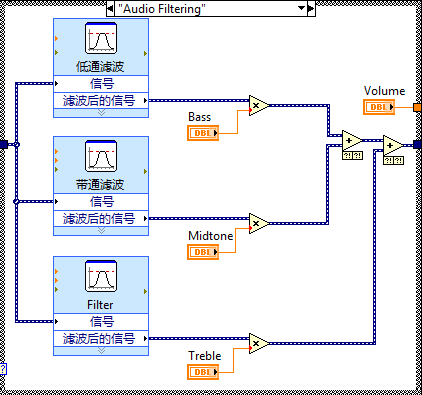 "Audio Filtering"
低通滤波
信号
滤波后的信号
Bass
DBL
Volume
DBL
带通滤波
信号
滤波后的信号
Midtone
DBL
Filter
信号
滤波后的信号
Treble
DBL
× × × + +
?! ?! ?! ?!
?